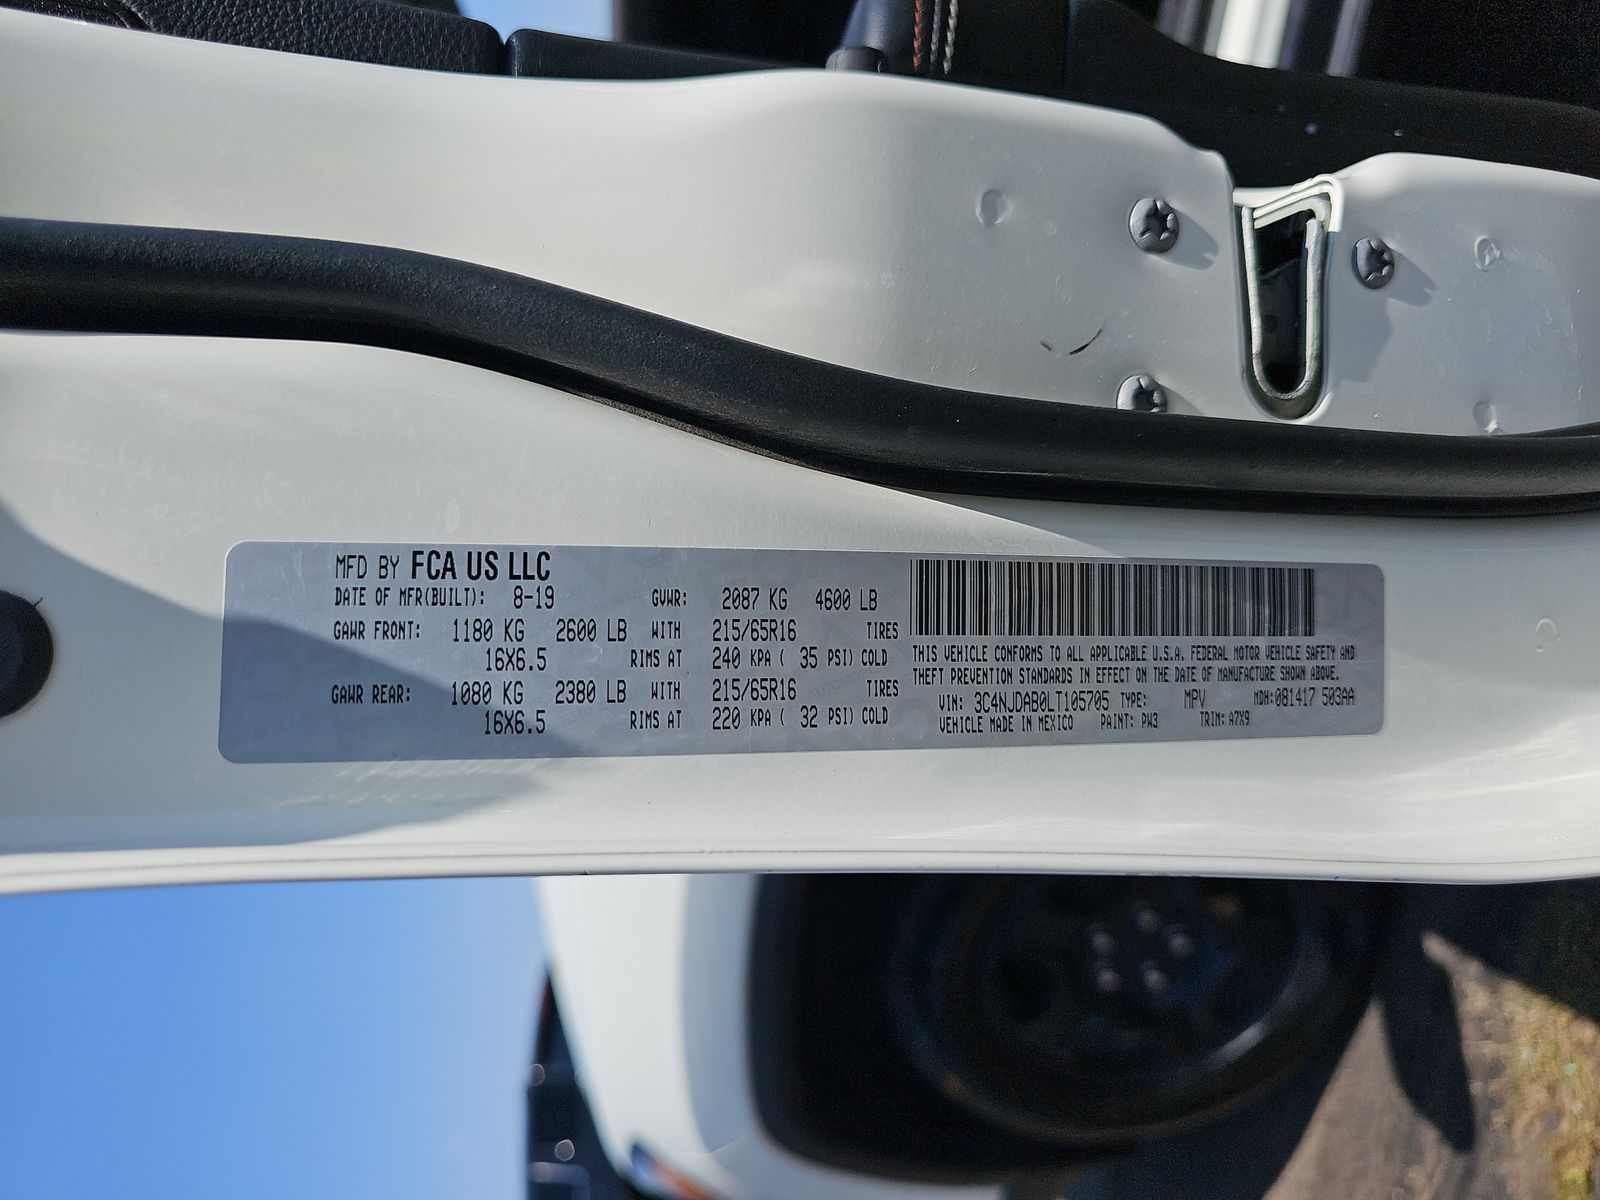 MFD BY FCA US LLC
DATE OF MFR(BUILT): 8-19 GVWR: 2087 KG 4600 LB
GAWR FRONT: 1180 KG 2600 LB WITH 215/65R16 TIRES
16X6.5 RIMS AT 240 KPA ( 35 PSI) COLD
GAWR REAR: 1080 KG 2380 LB WITH 215/65R16 TIRES
16X6.5 RIMS AT 220 KPA ( 32 PSI) COLD
THIS VEHICLE CONFORMS TO ALL APPLICABLE U.S.A. FEDERAL MOTOR VEHICLE SAFETY AND
THEFT PREVENTION STANDARDS IN EFFECT ON THE DATE OF MANUFACTURE SHOWN ABOVE.
VIN: 3C4NJDAB0LT105705 TYPE: MPV MDH:081417 503AA
VEHICLE MADE IN MEXICO PAINT: PW3 TRIM: A7X9